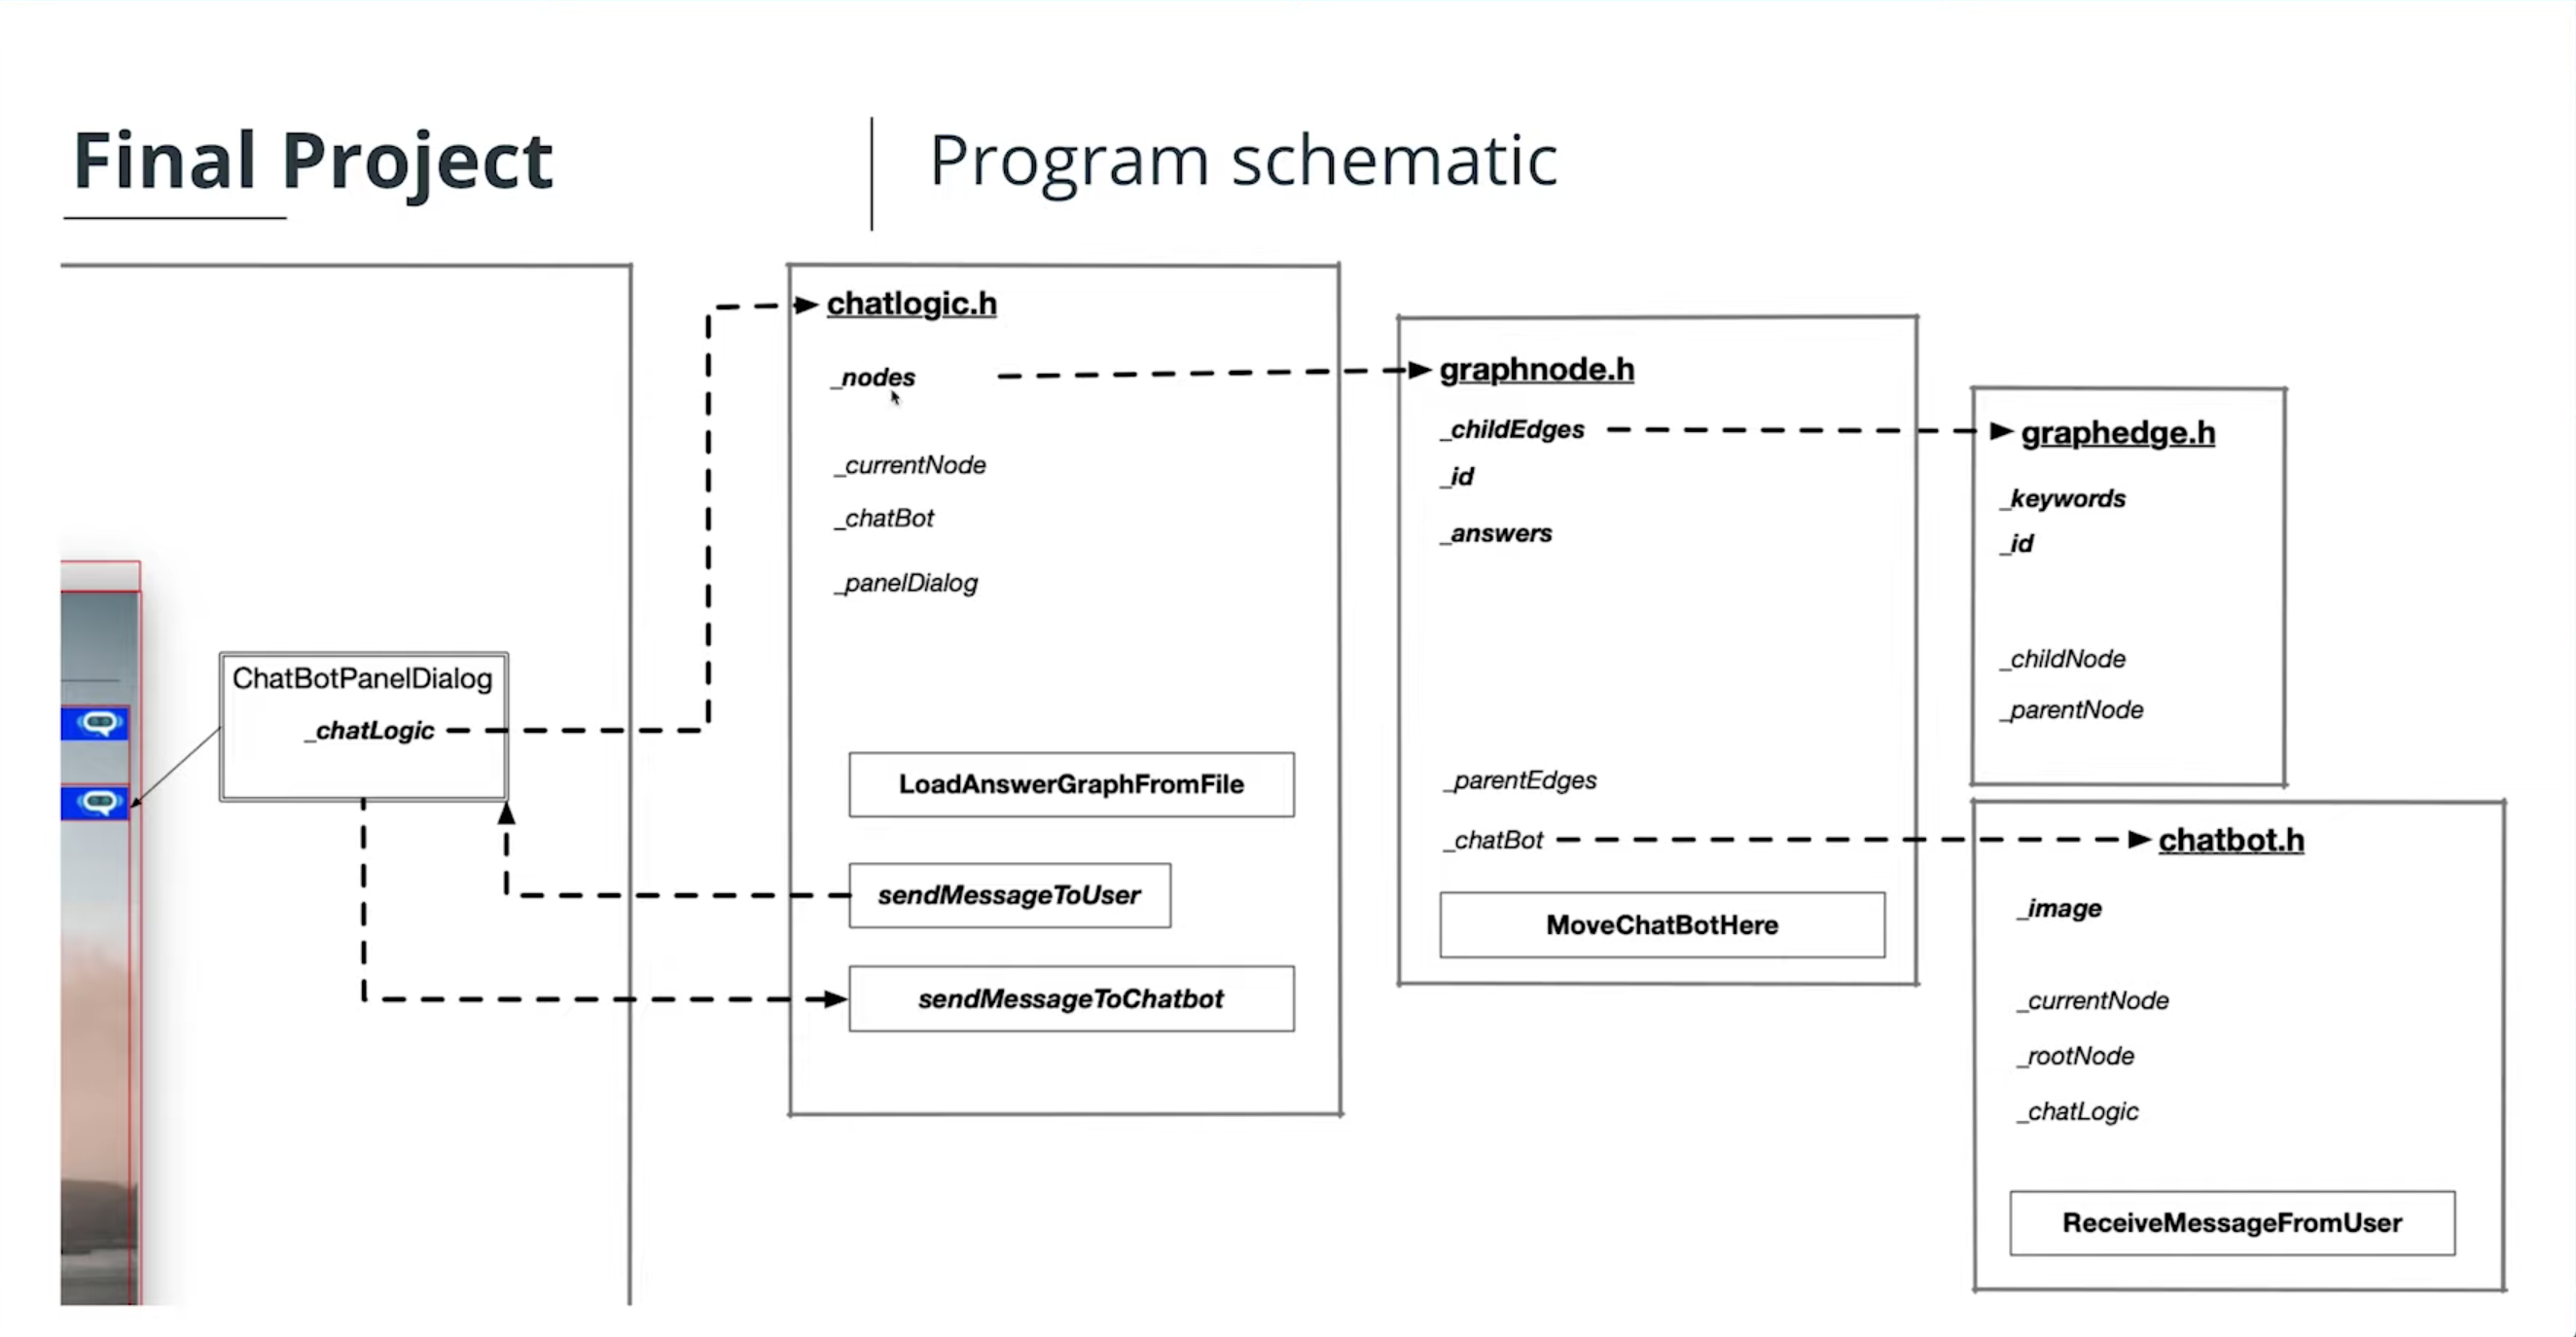 Final Project
Program schematic
ChatBotPanelDialog
_chatLogic
chatlogic.h
_nodes
_currentNode
_chatBot
_panelDialog
LoadAnswerGraphFromFile
sendMessageToUser
sendMessageToChatbot
graphnode.h
_childEdges
_id
_answers
_parentEdges
_chatBot
MoveChatBotHere
graphedge.h
_keywords
_id
_childNode
_parentNode
chatbot.h
_image
_currentNode
_rootNode
_chatLogic
ReceiveMessageFromUser